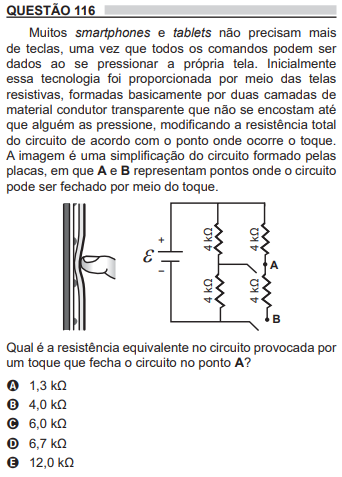 QUESTÃO 116
Muitos smartphones e tablets não precisam mais
de teclas, uma vez que todos os comandos podem ser
dados ao se pressionar a própria tela. Inicialmente
essa tecnologia foi proporcionada por meio das telas
resistivas, formadas basicamente por duas camadas de
material condutor transparente que não se encostam até
que alguém as pressione, modificando a resistência total
do circuito de acordo com o ponto onde ocorre o toque.
A imagem é uma simplificação do circuito formado pelas
placas, em que A e B representam pontos onde o circuito
pode ser fechado por meio do toque.
4 kΩ
4 kΩ
+
ε
−
A
4 kΩ
4 kΩ
B
Qual é a resistência equivalente no circuito provocada por
um toque que fecha o circuito no ponto A?
A 1,3 kΩ
B 4,0 kΩ
C 6,0 kΩ
D 6,7 kΩ
E 12,0 kΩ